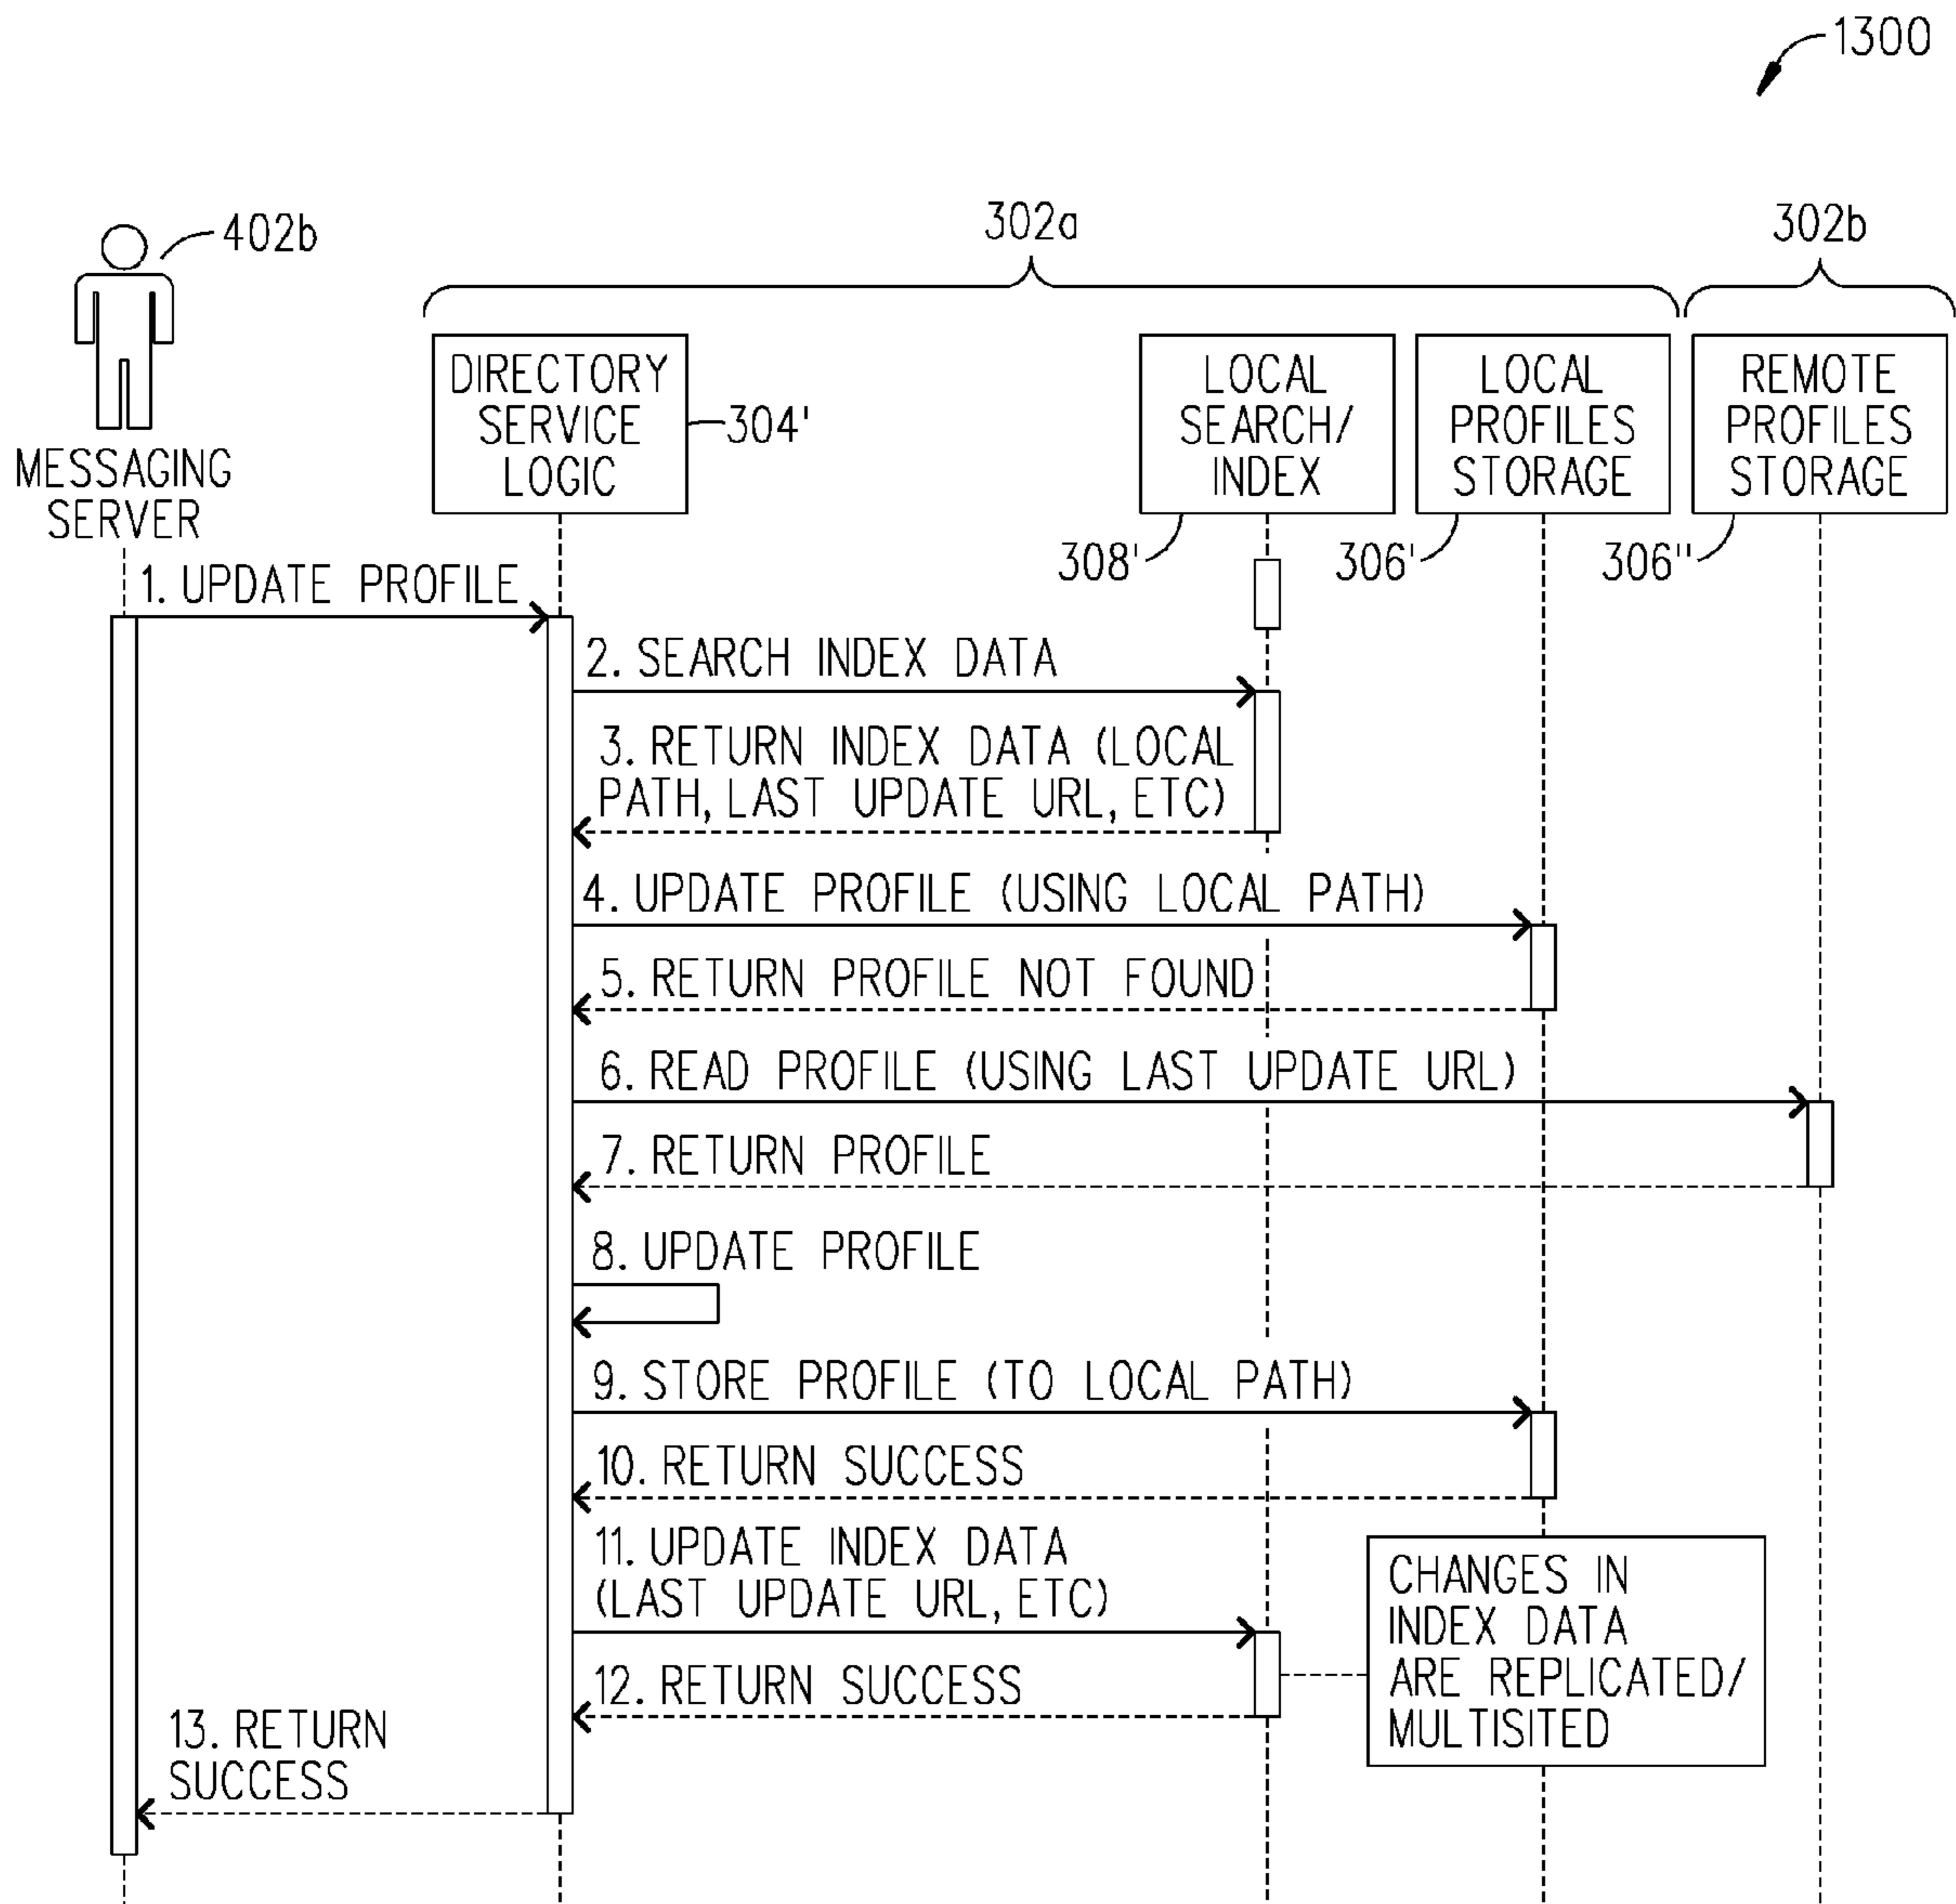 1300
402b
302a
302b
MESSAGING
SERVER
DIRECTORY
SERVICE
LOGIC
304'
LOCAL
SEARCH/
INDEX
308'
LOCAL
PROFILES
STORAGE
306'
REMOTE
PROFILES
STORAGE
306"
1. UPDATE PROFILE
2. SEARCH INDEX DATA
3. RETURN INDEX DATA (LOCAL
PATH, LAST UPDATE URL, ETC)
4. UPDATE PROFILE (USING LOCAL PATH)
5. RETURN PROFILE NOT FOUND
6. READ PROFILE (USING LAST UPDATE URL)
7. RETURN PROFILE
8. UPDATE PROFILE
9. STORE PROFILE (TO LOCAL PATH)
10. RETURN SUCCESS
11. UPDATE INDEX DATA
(LAST UPDATE URL, ETC)
CHANGES IN
INDEX DATA
ARE REPLICATED/
MULTISITED
12. RETURN SUCCESS
13. RETURN
SUCCESS